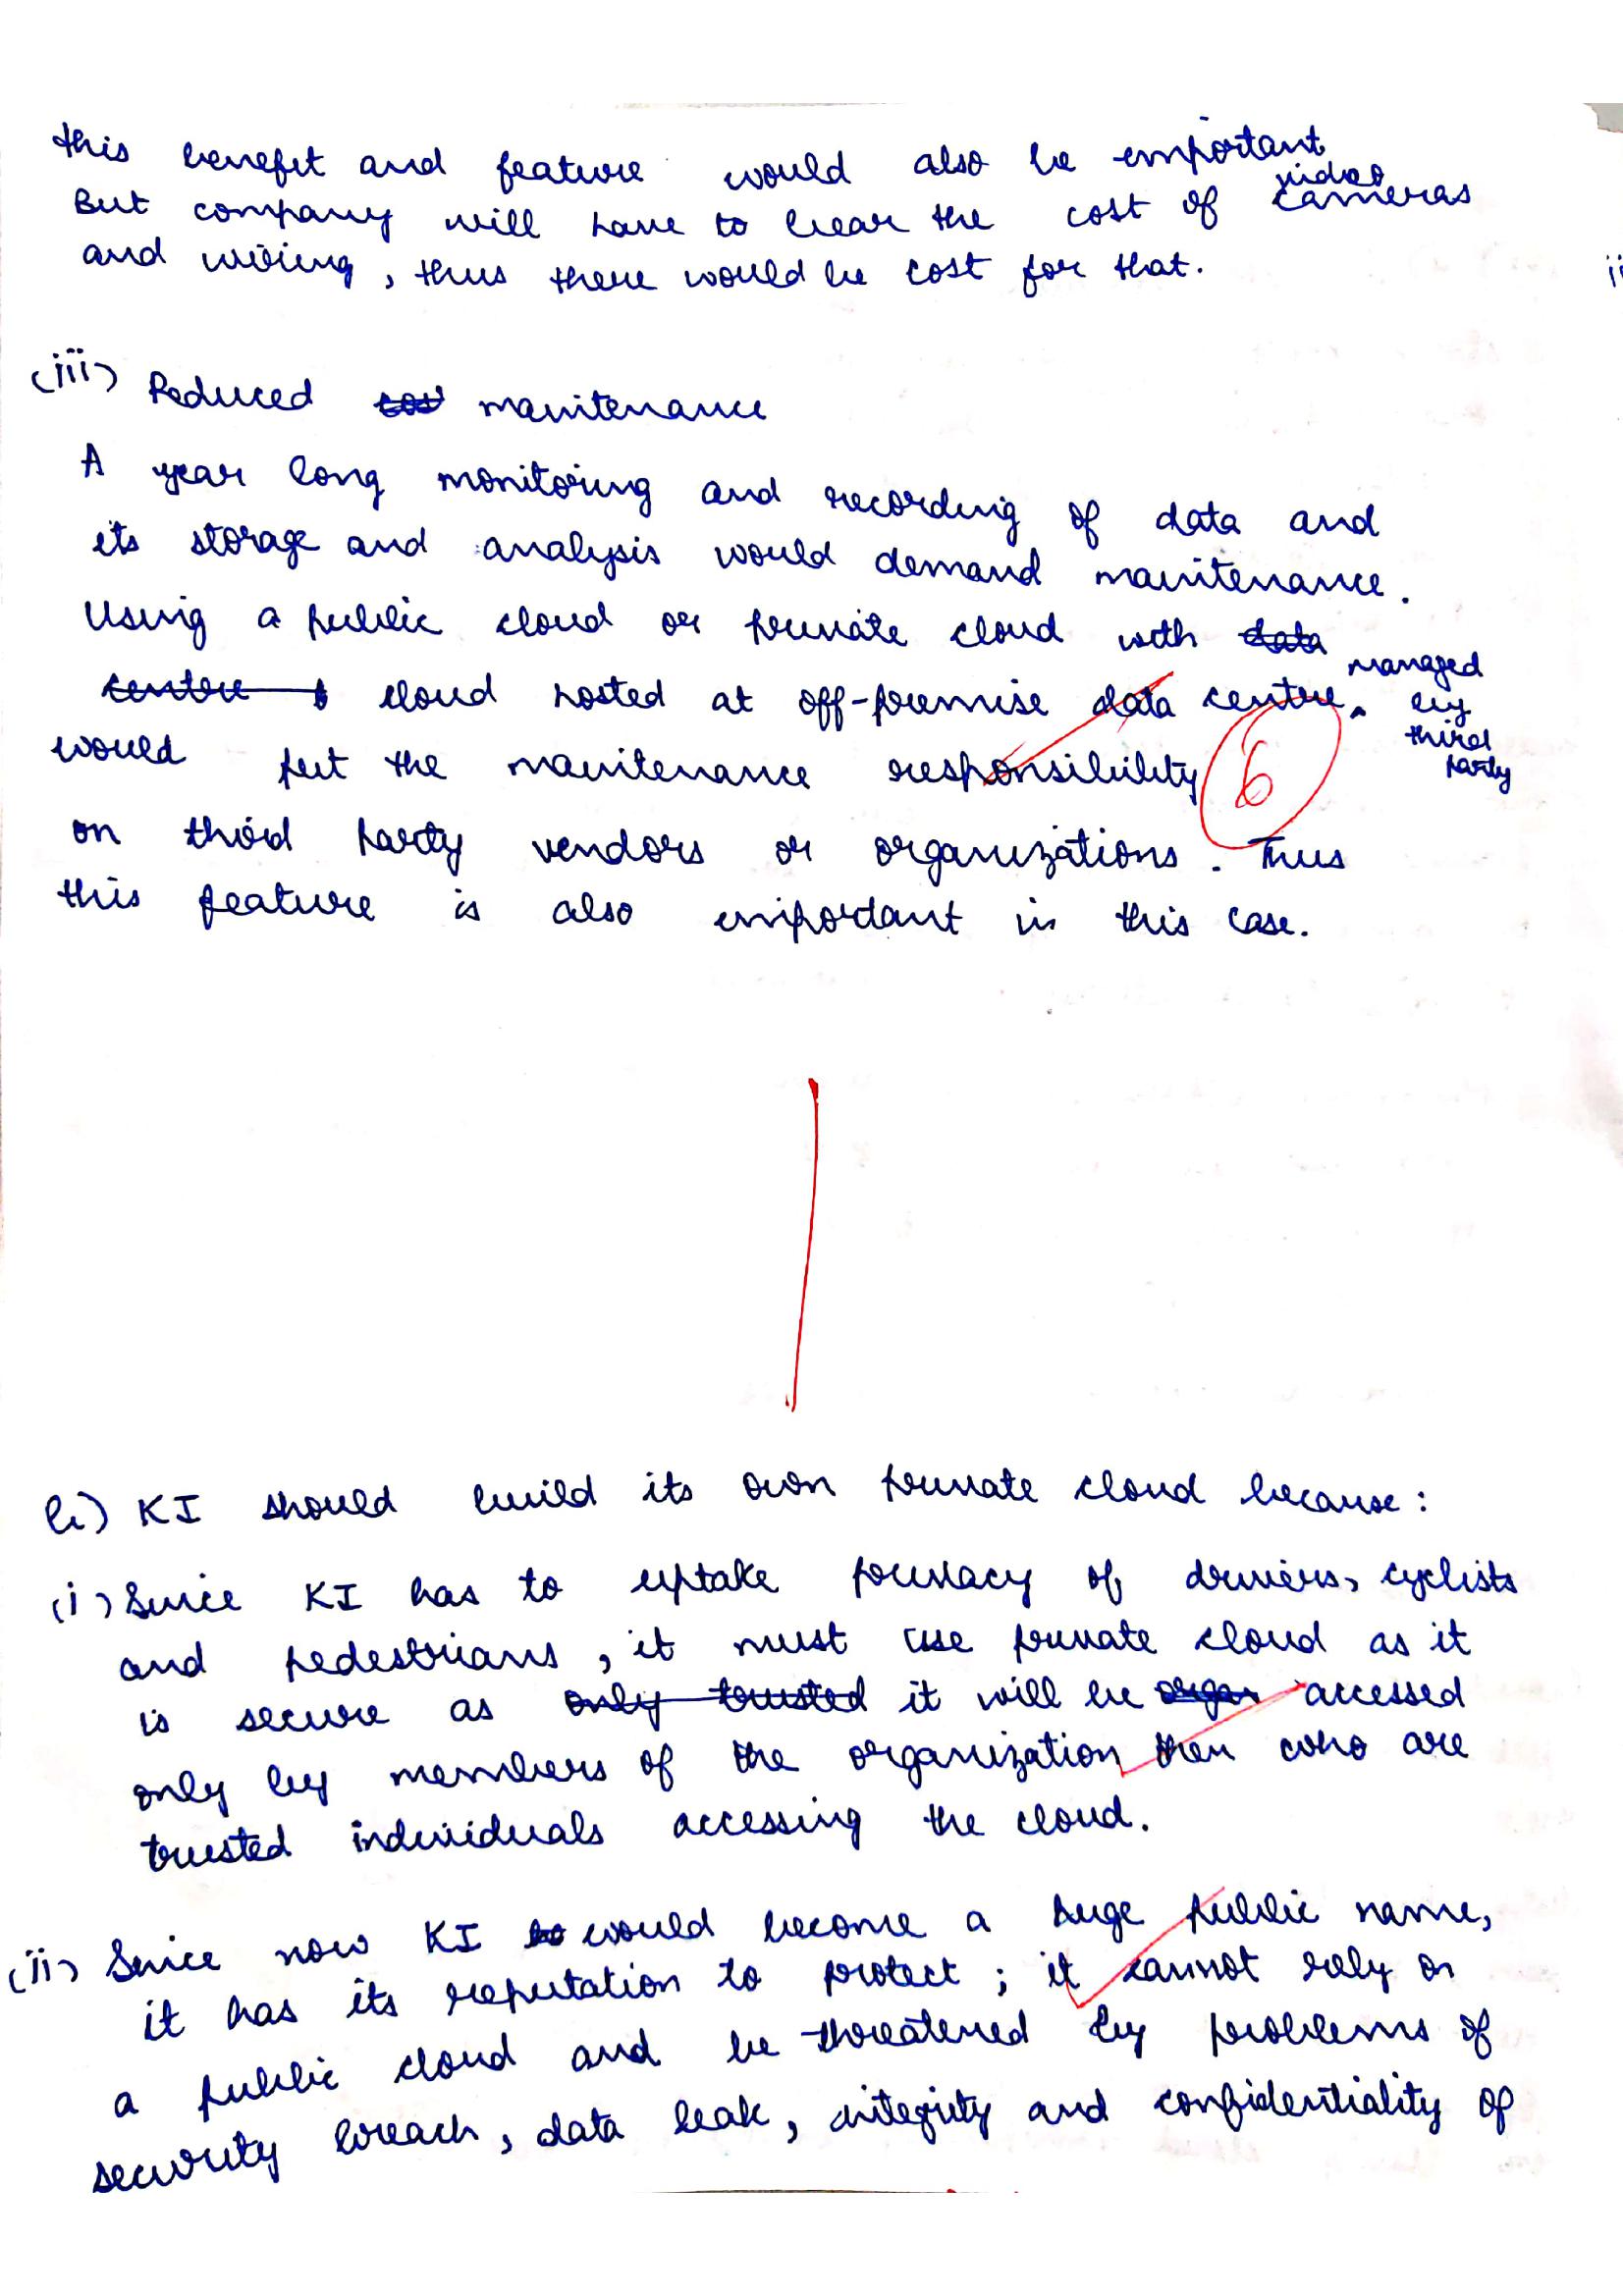 this benefit and feature would also be important
But company will have to bear the cost of video cameras
and wiring, thus there would be cost for that.
(iii) Reduced maintenance
A year long monitoring and recording of data and
its storage and analysis would demand maintenance.
Using a public cloud or private cloud with
cloud hosted at off-premise data centre managed by third party
would put the maintenance responsibility
6
on third party vendors or organizations. Thus
this feature is also important in this case.
b) KI should build its own private cloud because:
(i) Since KI has to uptake privacy of drivers, cyclists
and pedestrians, it must use private cloud as it
is secure as only trusted it will be accessed
only by members of the organization then who are
trusted individuals accessing the cloud.
(ii) Since now KI would become a huge public name,
it has its reputation to protect; it cannot rely on
a public cloud and be threatened by problems of
security breach, data leak, integrity and confidentiality of